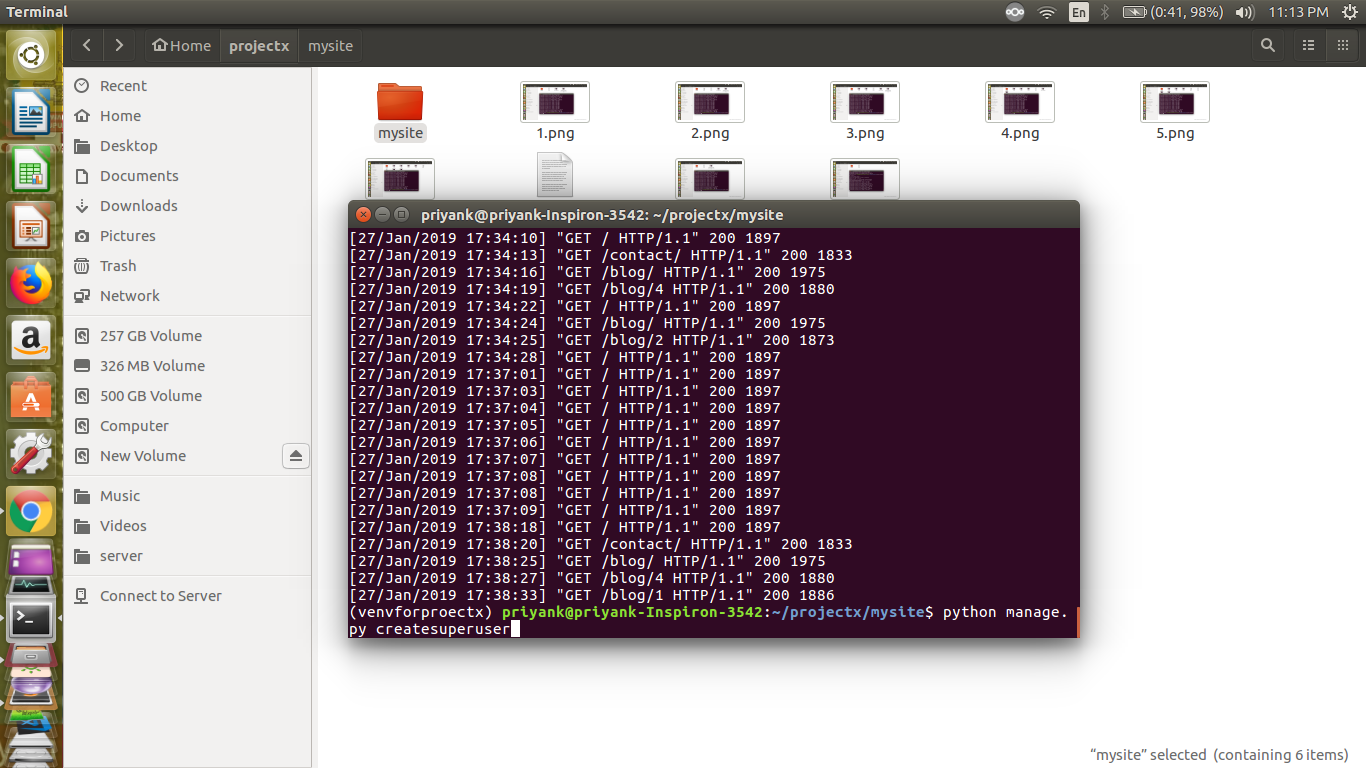 Terminal
En
(0:41, 98%)
11:13 PM
Home
projectx
mysite
Recent
Home
Desktop
Documents
Downloads
Pictures
Trash
Network
257 GB Volume
326 MB Volume
500 GB Volume
Computer
New Volume
Music
Videos
server
Connect to Server
mysite
1.png
2.png
3.png
4.png
5.png
priyank@priyank-Inspiron-3542: ~/projectx/mysite
[27/Jan/2019 17:34:10] "GET / HTTP/1.1" 200 1897
[27/Jan/2019 17:34:13] "GET /contact/ HTTP/1.1" 200 1833
[27/Jan/2019 17:34:16] "GET /blog/ HTTP/1.1" 200 1975
[27/Jan/2019 17:34:19] "GET /blog/4 HTTP/1.1" 200 1880
[27/Jan/2019 17:34:22] "GET / HTTP/1.1" 200 1897
[27/Jan/2019 17:34:24] "GET /blog/ HTTP/1.1" 200 1975
[27/Jan/2019 17:34:25] "GET /blog/2 HTTP/1.1" 200 1873
[27/Jan/2019 17:34:28] "GET / HTTP/1.1" 200 1897
[27/Jan/2019 17:37:01] "GET / HTTP/1.1" 200 1897
[27/Jan/2019 17:37:03] "GET / HTTP/1.1" 200 1897
[27/Jan/2019 17:37:04] "GET / HTTP/1.1" 200 1897
[27/Jan/2019 17:37:05] "GET / HTTP/1.1" 200 1897
[27/Jan/2019 17:37:06] "GET / HTTP/1.1" 200 1897
[27/Jan/2019 17:37:07] "GET / HTTP/1.1" 200 1897
[27/Jan/2019 17:37:08] "GET / HTTP/1.1" 200 1897
[27/Jan/2019 17:37:08] "GET / HTTP/1.1" 200 1897
[27/Jan/2019 17:37:09] "GET / HTTP/1.1" 200 1897
[27/Jan/2019 17:38:18] "GET / HTTP/1.1" 200 1897
[27/Jan/2019 17:38:20] "GET /contact/ HTTP/1.1" 200 1833
[27/Jan/2019 17:38:25] "GET /blog/ HTTP/1.1" 200 1975
[27/Jan/2019 17:38:27] "GET /blog/4 HTTP/1.1" 200 1880
[27/Jan/2019 17:38:33] "GET /blog/1 HTTP/1.1" 200 1886
(venvforproectx) priyank@priyank-Inspiron-3542:~/projectx/mysite$ python manage.
py createsuperuser
“mysite” selected (containing 6 items)